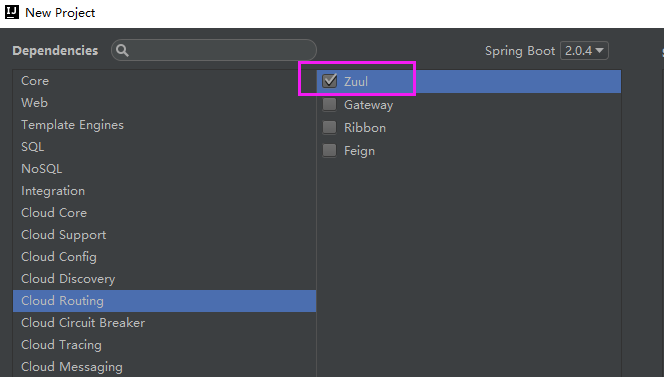 IJ New Project
Dependencies
Spring Boot 2.0.4
Core
Web
Template Engines
SQL
NoSQL
Integration
Cloud Core
Cloud Support
Cloud Config
Cloud Discovery
Cloud Routing
Cloud Circuit Breaker
Cloud Tracing
Cloud Messaging
Zuul
Gateway
Ribbon
Feign